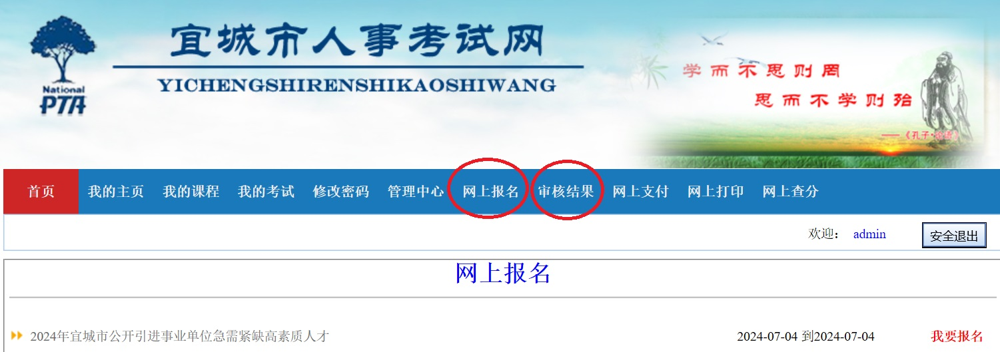 宜城市人事考试网
YICHENGSHIRENSHIKAOSHIWANG
National
PTA
学而不思则罔
思而不学则殆
——《孔子·论语》
首页 我的主页 我的课程 我的考试 修改密码 管理中心 网上报名 审核结果 网上支付 网上打印 网上查分
欢迎： admin 安全退出
网上报名
2024年宜城市公开引进事业单位急需紧缺高素质人才 2024-07-04 到2024-07-04 我要报名